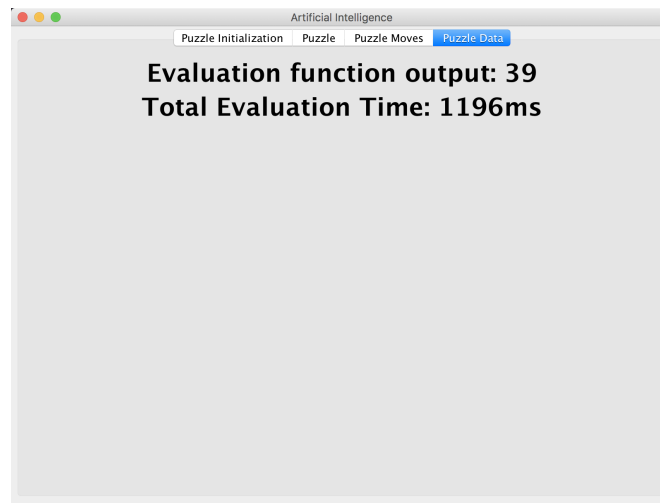 Artificial Intelligence
Puzzle Initialization Puzzle Puzzle Moves Puzzle Data
Evaluation function output: 39
Total Evaluation Time: 1196ms